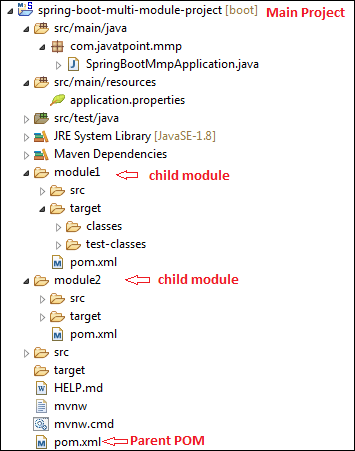 spring-boot-multi-module-project [boot] Main Project
src/main/java
com.javatpoint.mmp
SpringBootMmpApplication.java
src/main/resources
application.properties
src/test/java
JRE System Library [JavaSE-1.8]
Maven Dependencies
module1 child module
src
target
classes
test-classes
pom.xml
module2 child module
src
target
pom.xml
src
target
HELP.md
mvnw
mvnw.cmd
pom.xml Parent POM